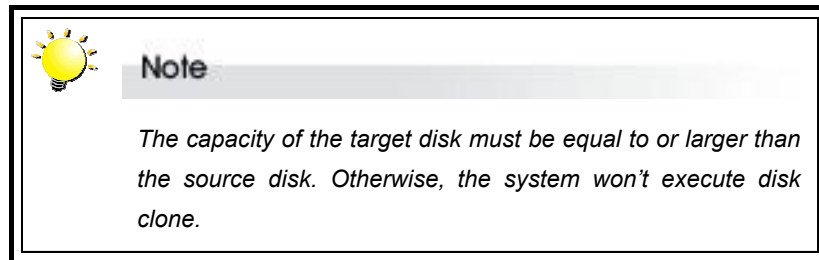 Note
The capacity of the target disk must be equal to or larger than
the source disk. Otherwise, the system won't execute disk
clone.